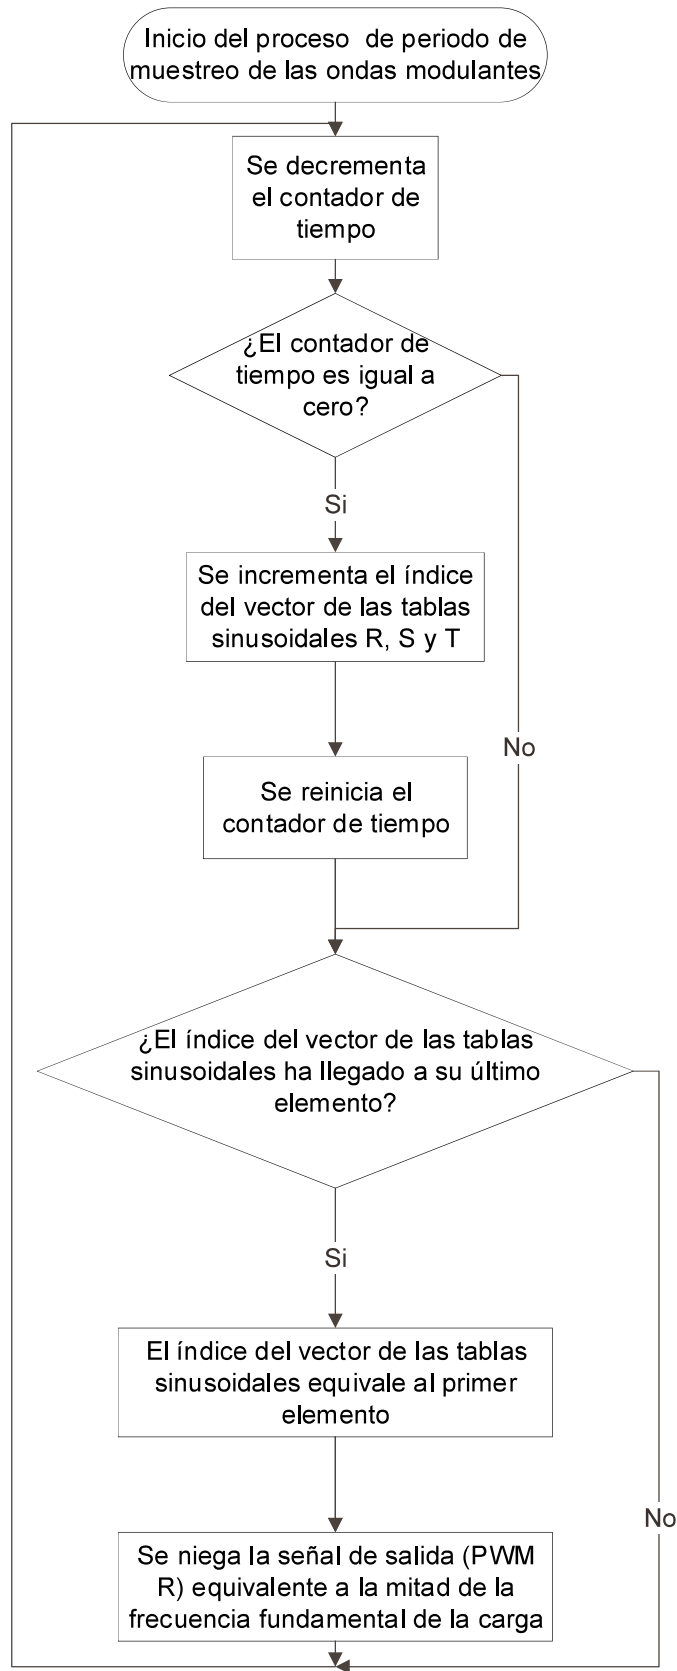 Inicio del proceso de periodo de
muestreo de las ondas modulantes
Se decrementa
el contador de
tiempo
¿El contador de
tiempo es igual a
cero?
Si
Se incrementa el índice
del vector de las tablas
sinusoidales R, S y T
No
Se reinicia el
contador de tiempo
¿El índice del vector de las tablas
sinusoidales ha llegado a su último
elemento?
Si
El índice del vector de las tablas
sinusoidales equivale al primer
elemento
No
Se niega la señal de salida (PWM
R) equivalente a la mitad de la
frecuencia fundamental de la carga